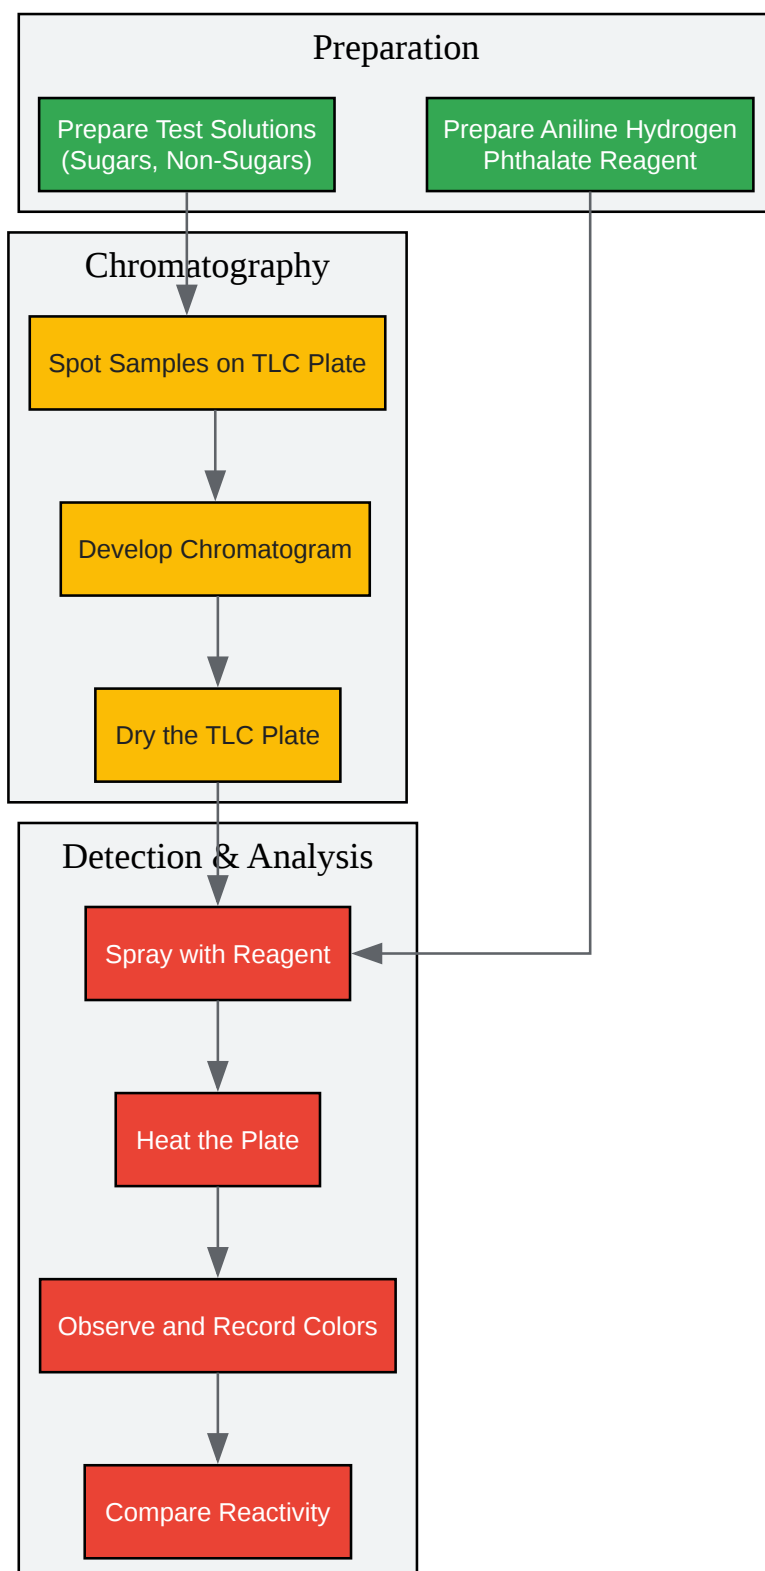 Preparation
Prepare Test Solutions
(Sugars, Non-Sugars)
Prepare Aniline Hydrogen
Phthalate Reagent
Chromatography
Spot Samples on TLC Plate
Develop Chromatogram
Dry the TLC Plate
Detection & Analysis
Spray with Reagent
Heat the Plate
Observe and Record Colors
Compare Reactivity